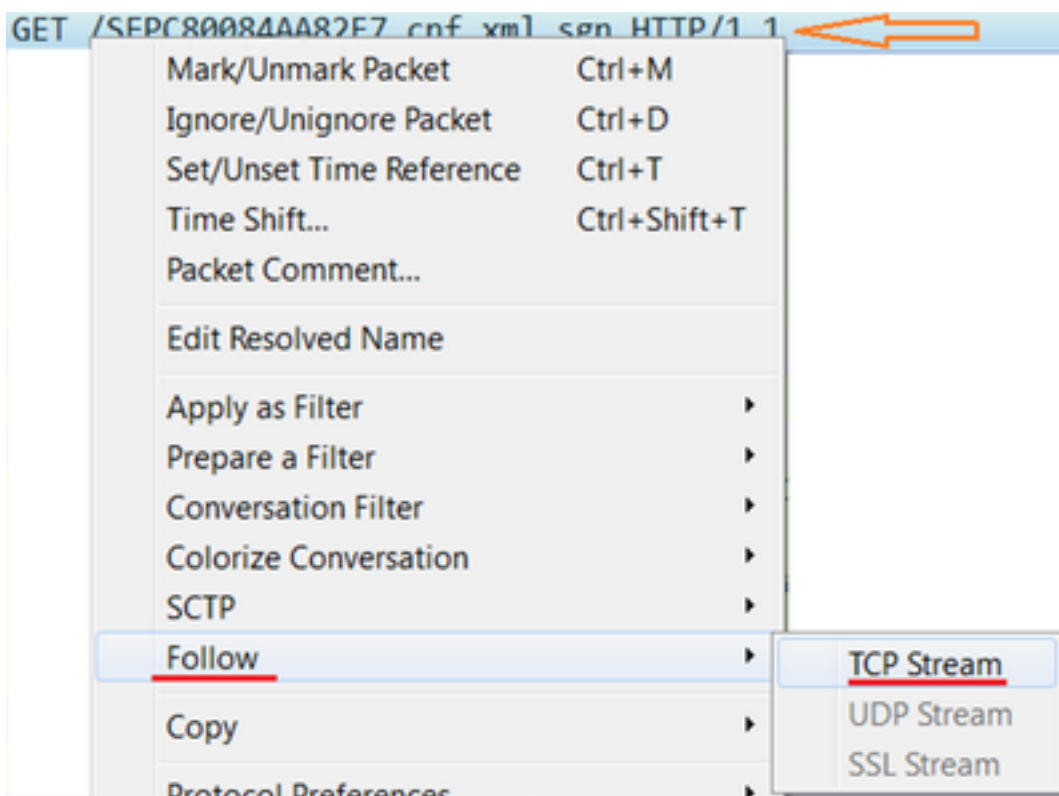 GET /SEPC80084AA82E7.cnf.xml.sgn HTTP/1.1
Mark/Unmark Packet Ctrl+M
Ignore/Unignore Packet Ctrl+D
Set/Unset Time Reference Ctrl+T
Time Shift... Ctrl+Shift+T
Packet Comment...
Edit Resolved Name
Apply as Filter
Prepare a Filter
Conversation Filter
Colorize Conversation
SCTP
Follow
TCP Stream
UDP Stream
SSL Stream
Copy
Protocol Preferences